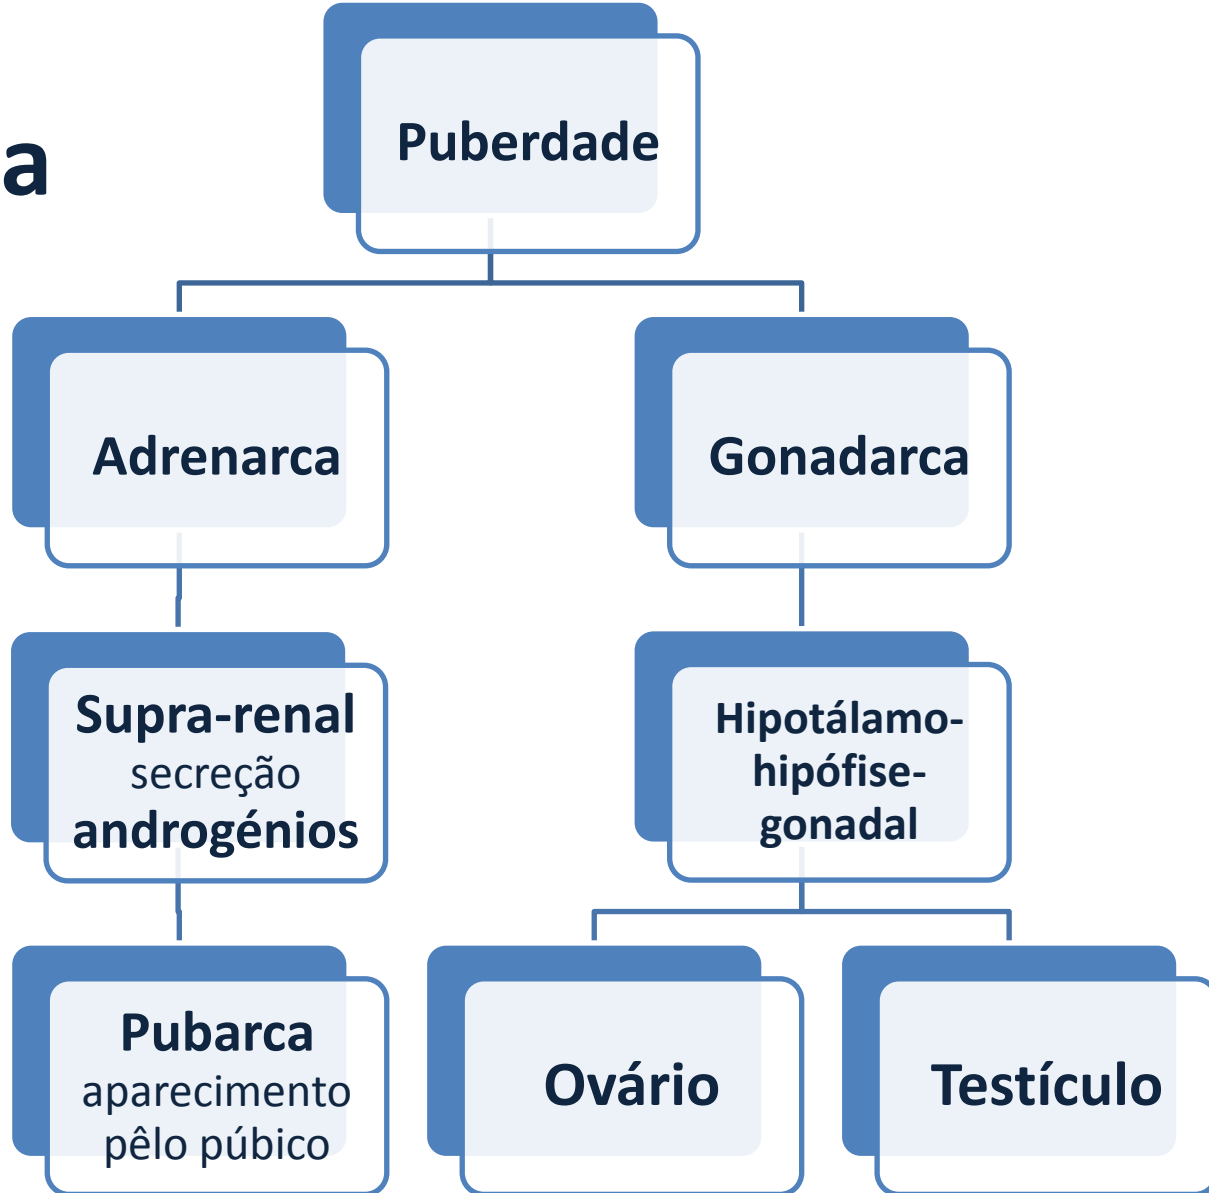 a
Puberdade
Adrenarca
Gonadarca
Supra-renal
secreção
androgénios
Hipotálamo-
hipófise-
gonadal
Pubarca
aparecimento
pêlo púbico
Ovário
Testículo